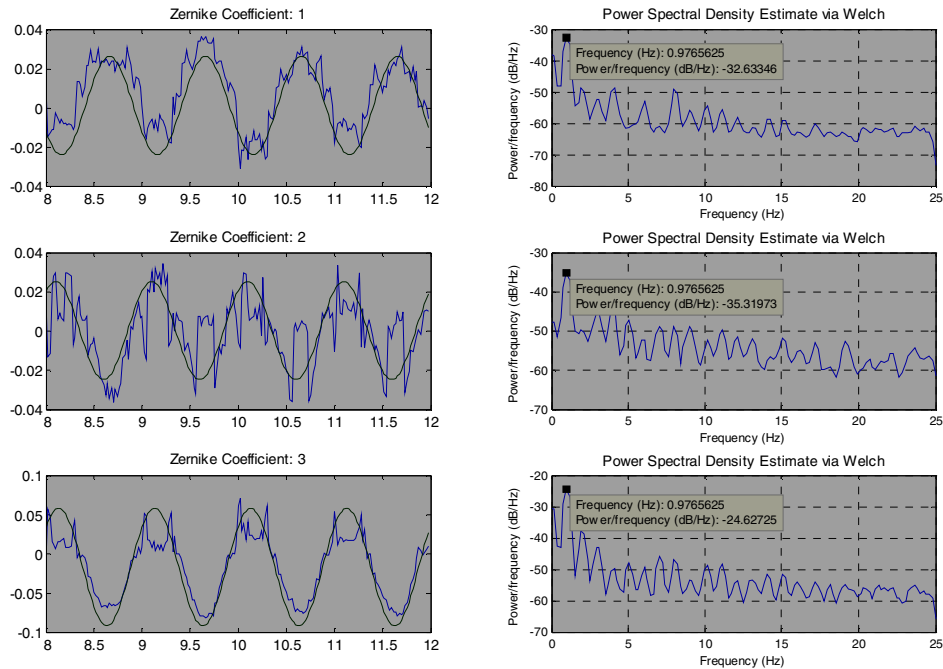 Zernike Coefficient: 1
0.04
0.02
0
-0.02
-0.04
8 8.5 9 9.5 10 10.5 11 11.5 12
Power Spectral Density Estimate via Welch
Power/frequency (dB/Hz)
-30
-40
-50
-60
-70
-80
Frequency (Hz): 0.9765625
Power/frequency (dB/Hz): -32.63346
0 5 10 15 20 25
Frequency (Hz)
Zernike Coefficient: 2
0.04
0.02
0
-0.02
-0.04
8 8.5 9 9.5 10 10.5 11 11.5 12
Power Spectral Density Estimate via Welch
Power/frequency (dB/Hz)
-30
-40
-50
-60
-70
Frequency (Hz): 0.9765625
Power/frequency (dB/Hz): -35.31973
0 5 10 15 20 25
Frequency (Hz)
Zernike Coefficient: 3
0.1
0.05
0
-0.05
-0.1
8 8.5 9 9.5 10 10.5 11 11.5 12
Power Spectral Density Estimate via Welch
Power/frequency (dB/Hz)
-20
-30
-40
-50
-60
-70
Frequency (Hz): 0.9765625
Power/frequency (dB/Hz): -24.62725
0 5 10 15 20 25
Frequency (Hz)